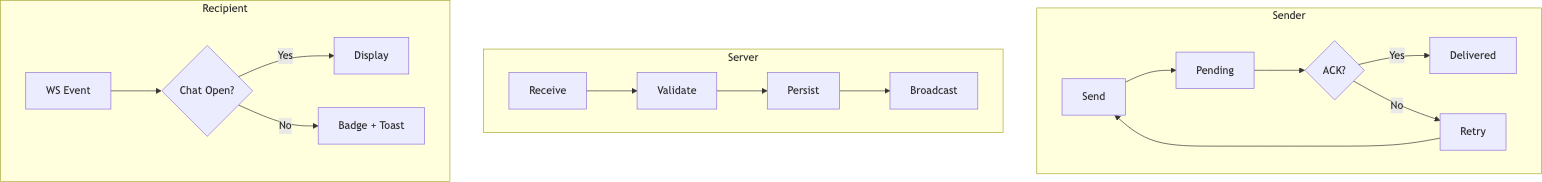 Recipient
WS Event
Chat Open?
Yes
No
Display
Badge + Toast
Server
Receive
Validate
Persist
Broadcast
Sender
Send
Pending
ACK?
Yes
No
Delivered
Retry